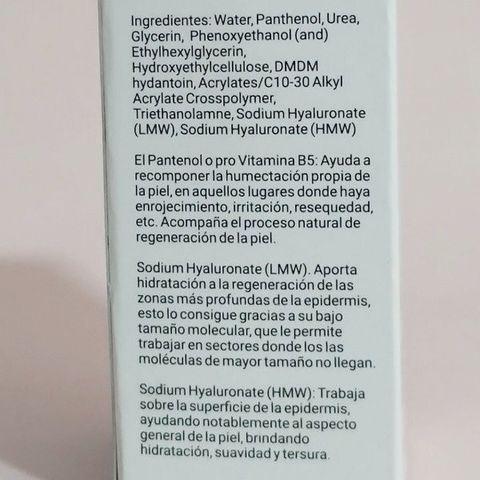 Ingredientes: Water, Panthenol, Urea,
Glycerin, Phenoxyethanol (and)
Ethylhexylglycerin,
Hydroxyethylcellulose, DMDM
hydantoin, Acrylates/C10-30 Alkyl
Acrylate Crosspolymer,
Triethanolamne, Sodium Hyaluronate
(LMW), Sodium Hyaluronate (HMW)
El Pantenol o pro Vitamina B5: Ayuda a
recomponer la humectación propia de
la piel, en aquellos lugares donde haya
enrojecimiento, irritación, resequedad,
etc. Acompaña el proceso natural de
regeneración de la piel.
Sodium Hyaluronate (LMW). Aporta
hidratación a la regeneración de las
zonas más profundas de la epidermis,
esto lo consigue gracias a su bajo
tamaño molecular, que le permite
trabajar en sectores donde los las
moléculas de mayor tamaño no llegan.
Sodium Hyaluronate (HMW): Trabaja
sobre la superficie de la epidermis,
ayudando notablemente al aspecto
general de la piel, brindando
hidratación, suavidad y tersura.